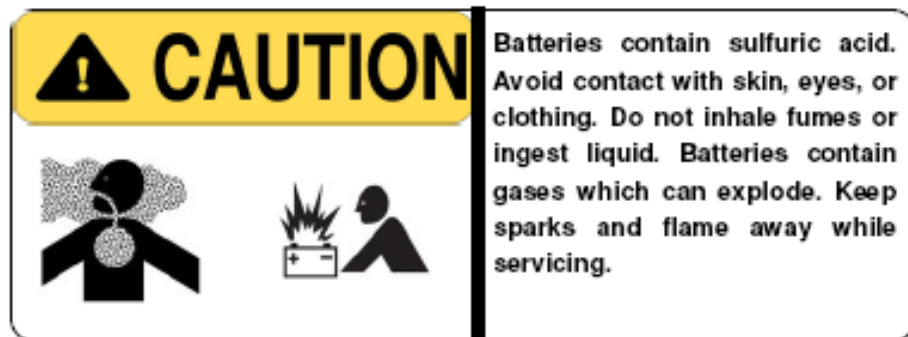 CAUTION
Batteries contain sulfuric acid.
Avoid contact with skin, eyes, or
clothing. Do not inhale fumes or
ingest liquid. Batteries contain
gases which can explode. Keep
sparks and flame away while
servicing.